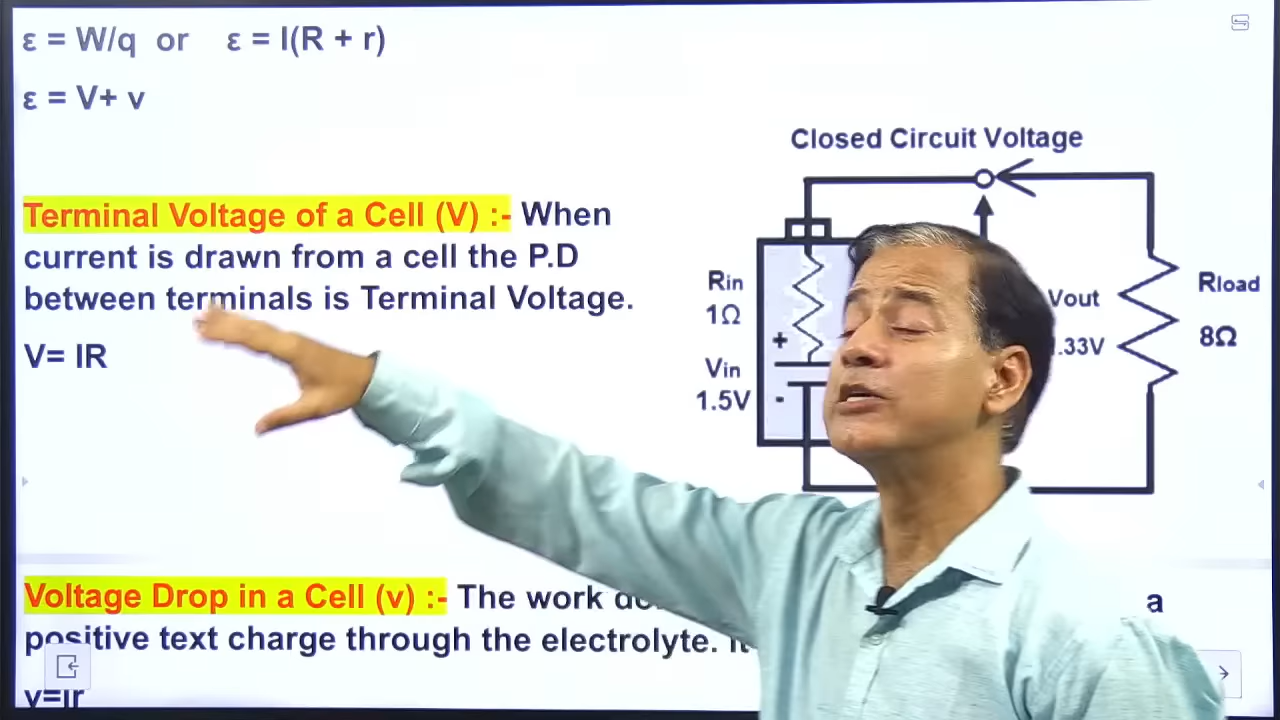 ε = W/q or ε = I(R + r)
ε = V+ v
Terminal Voltage of a Cell (V) :- When
current is drawn from a cell the P.D
between terminals is Terminal Voltage.
V= IR
Closed Circuit Voltage
Rin
1Ω
+
Vin
1.5V
-
Vout
.33V
Rload
8Ω
Voltage Drop in a Cell (v) :- The work a
positive text charge through the electrolyte.
v=Ir